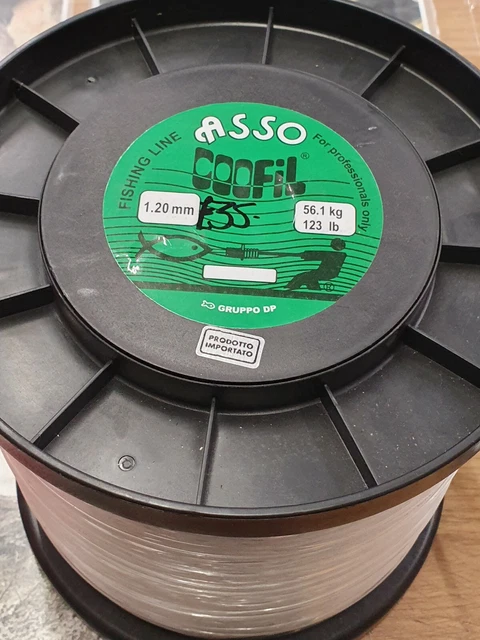 ASSO
COOFIL®
FISHING LINE
For professionals only
1.20 mm
£35.
56.1 kg
123 lb
GRUPPO DP
PRODOTTO
IMPORTATO